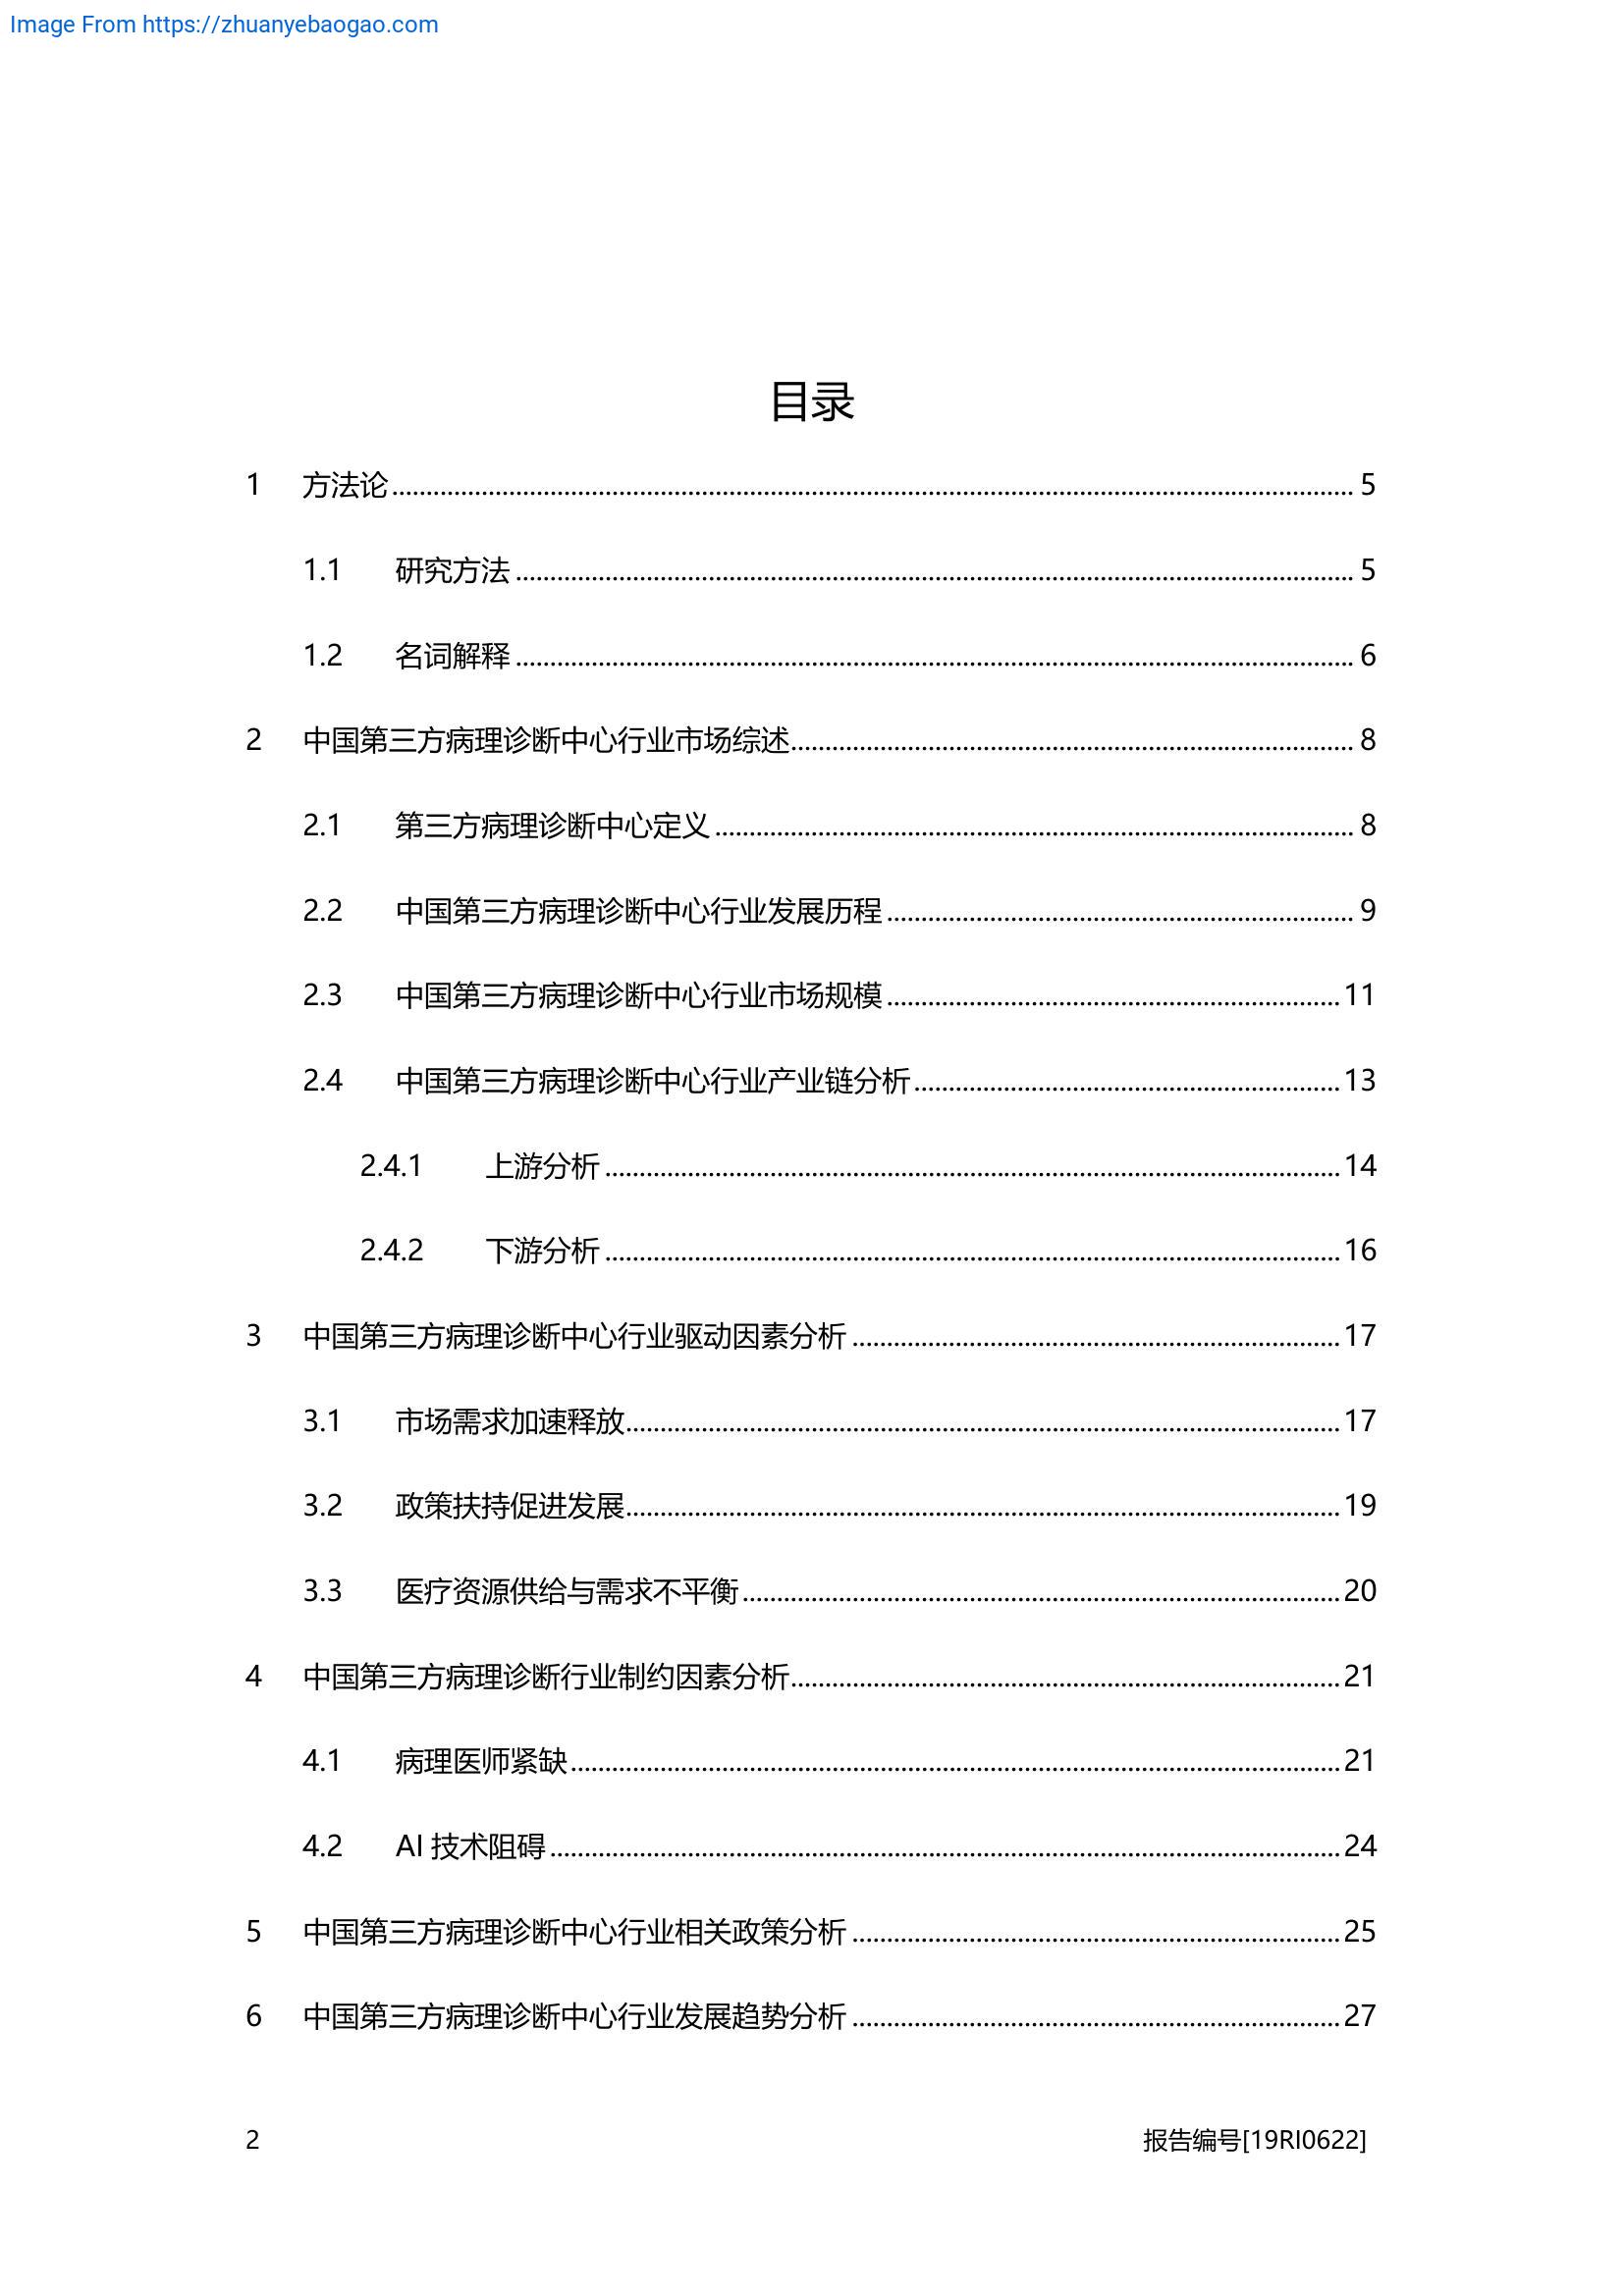 Image From https://zhuanyebaogao.com
目录
1 方法论 5
1.1 研究方法 5
1.2 名词解释 6
2 中国第三方病理诊断中心行业市场综述 8
2.1 第三方病理诊断中心定义 8
2.2 中国第三方病理诊断中心行业发展历程 9
2.3 中国第三方病理诊断中心行业市场规模 11
2.4 中国第三方病理诊断中心行业产业链分析 13
2.4.1 上游分析 14
2.4.2 下游分析 16
3 中国第三方病理诊断中心行业驱动因素分析 17
3.1 市场需求加速释放 17
3.2 政策扶持促进发展 19
3.3 医疗资源供给与需求不平衡 20
4 中国第三方病理诊断行业制约因素分析 21
4.1 病理医师紧缺 21
4.2 AI 技术阻碍 24
5 中国第三方病理诊断中心行业相关政策分析 25
6 中国第三方病理诊断中心行业发展趋势分析 27
2 报告编号[19RI0622]